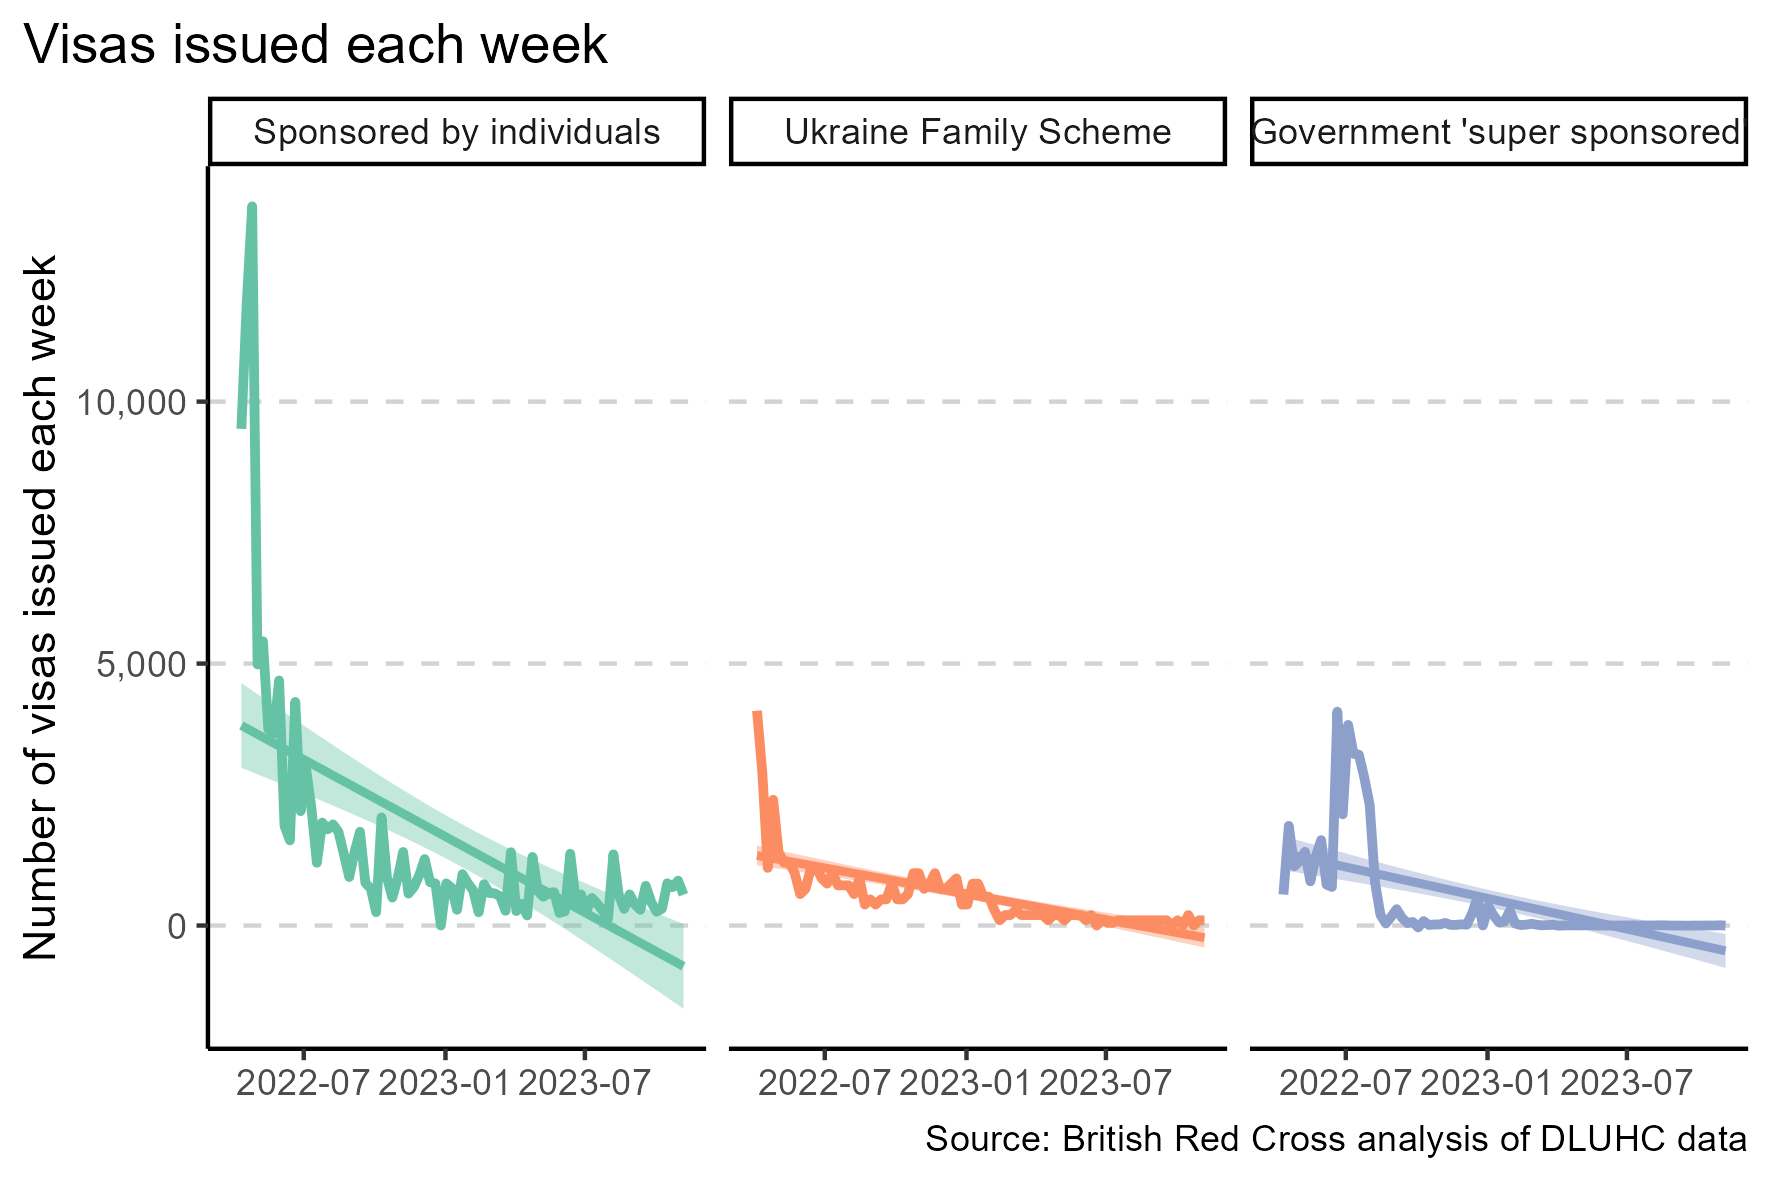 Visas issued each week
Sponsored by individuals
Ukraine Family Scheme
Government 'super sponsored'
Number of visas issued each week
10,000
5,000
0
2022-07 2023-01 2023-07
2022-07 2023-01 2023-07
2022-07 2023-01 2023-07
Source: British Red Cross analysis of DLUHC data